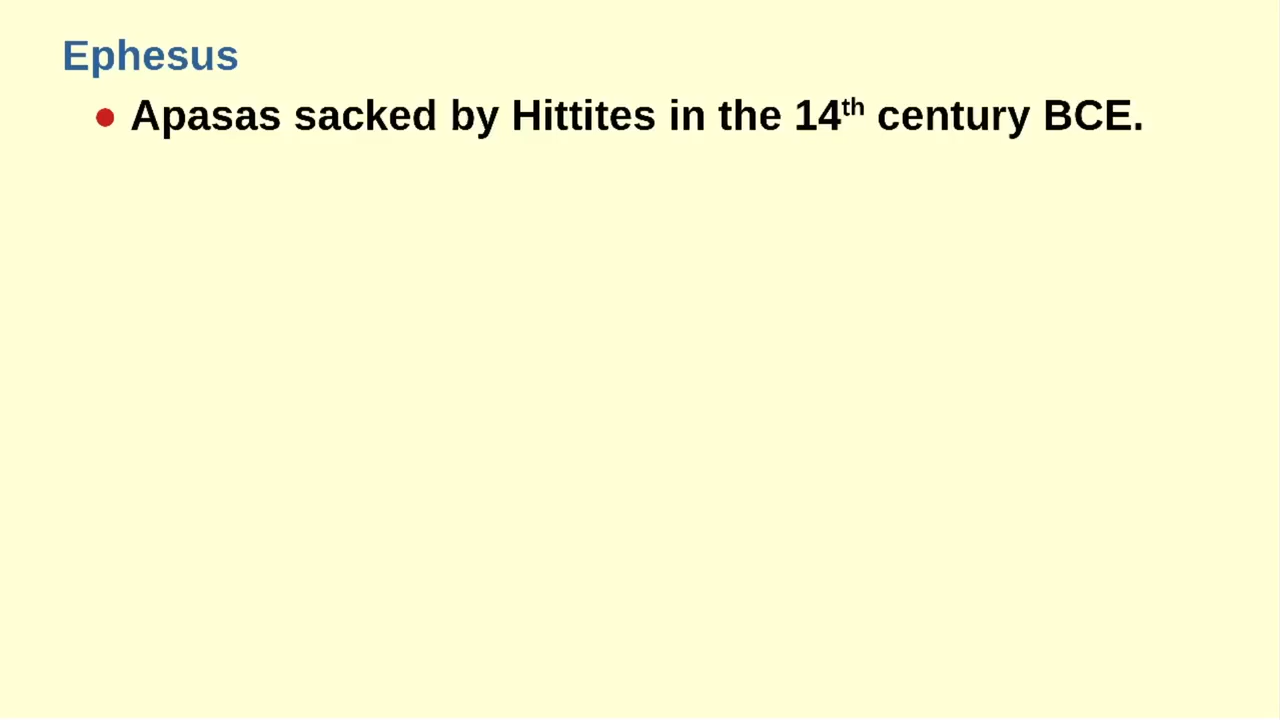 Ephesus
● Apasas sacked by Hittites in the 14th century BCE.